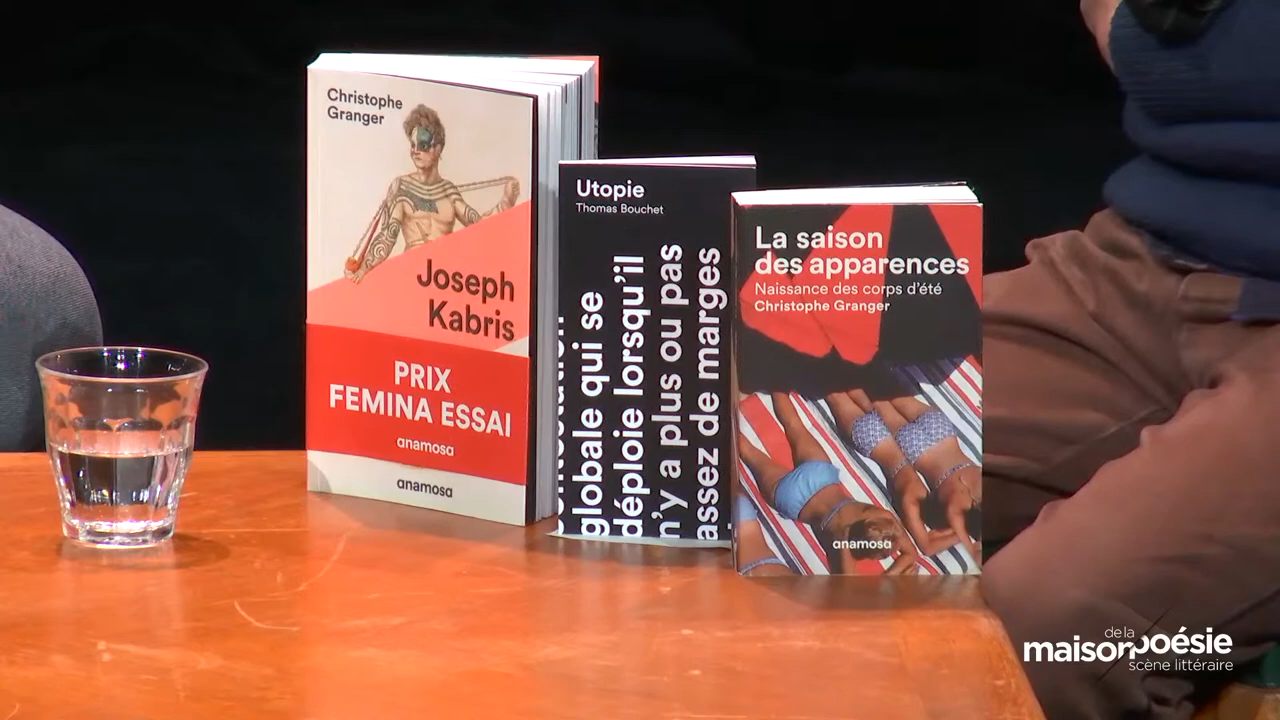 Christophe
Granger
Joseph
Kabris
PRIX
FEMINA ESSAI
anamosa
anamosa
Utopie
Thomas Bouchet
globale qui se
déploie lorsqu'il
n'y a plus ou pas
assez de marges
La saison
des apparences
Naissance des corps d'été
Christophe Granger
anamosa
maison de la poésie
scène littéraire